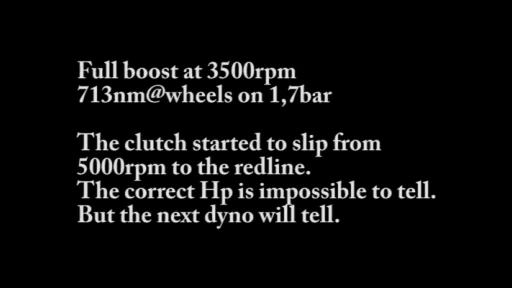 Full boost at 3500rpm
713nm@wheels on 1,7bar
The clutch started to slip from
5000rpm to the redline.
The correct Hp is impossible to tell.
But the next dyno will tell.